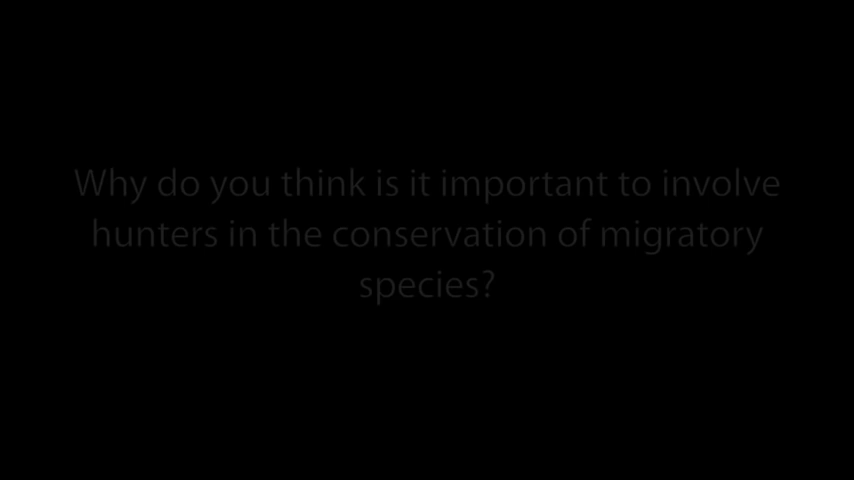 Why do you think is it important to involve
hunters in the conservation of migratory
species?